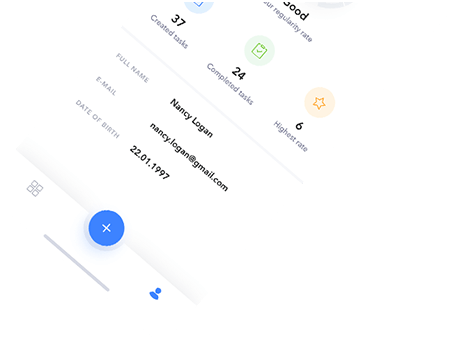 Good
our regularity rate
37
Created tasks
24
Completed tasks
6
Highest rate
FULL NAME
Nancy Logan
E-MAIL
nancy.logan@gmail.com
DATE OF BIRTH
22.01.1997